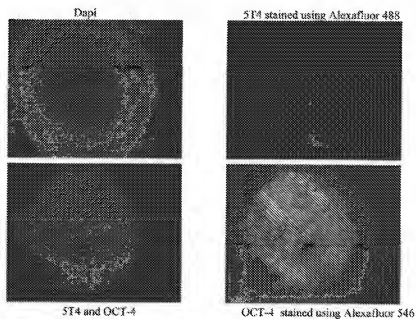 Dapi
5T4 stained using Alexafluor 488
5T4 and OCT-4
OCT-4 stained using Alexafluor 546